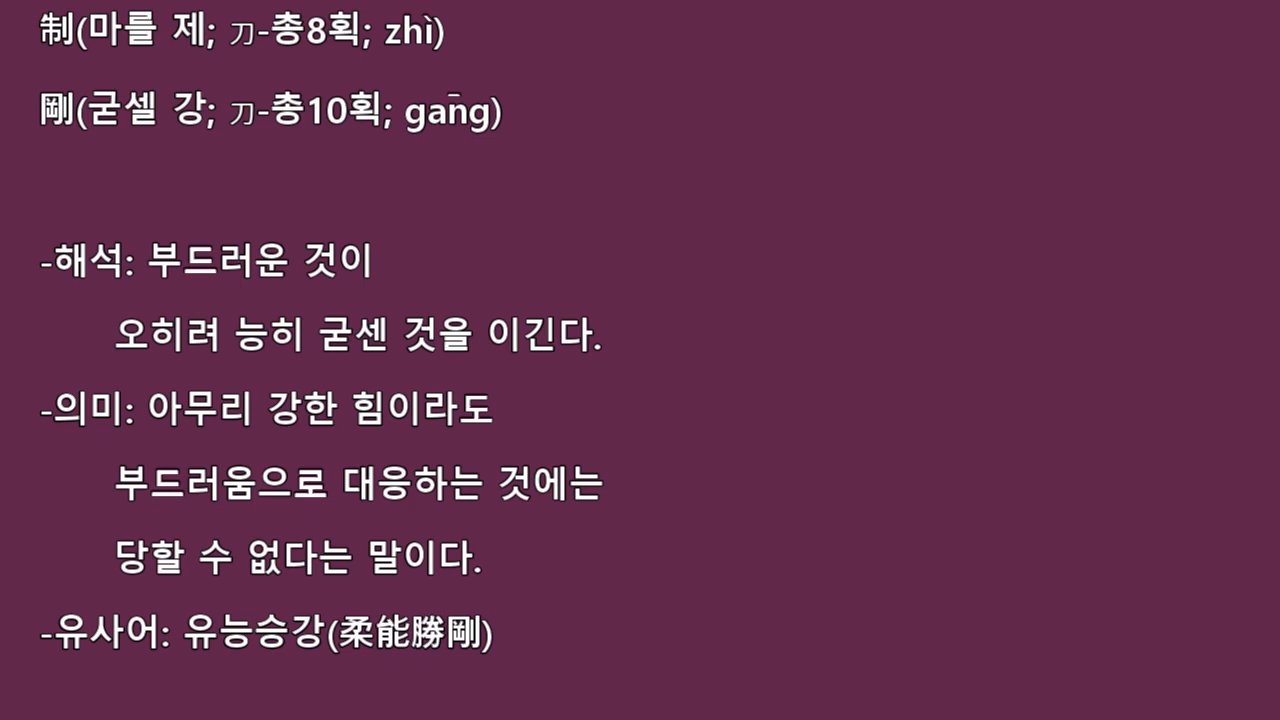 制(마를 제; 刀-총8획; zhì)
剛(굳셀 강; 刀-총10획; gāng)
-해석: 부드러운 것이
오히려 능히 굳센 것을 이긴다.
-의미: 아무리 강한 힘이라도
부드러움으로 대응하는 것에는
당할 수 없다는 말이다.
-유사어: 유능승강(柔能勝剛)